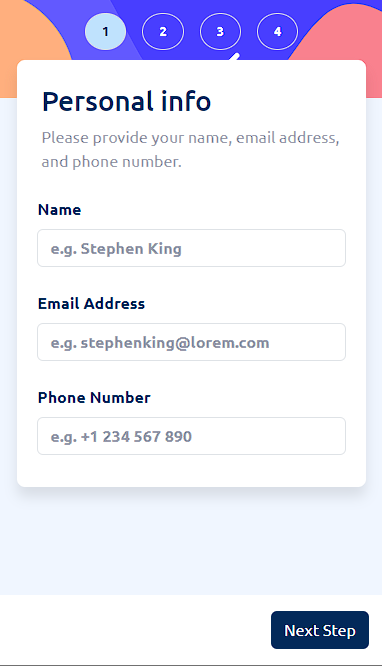 1 2 3 4
Personal info
Please provide your name, email address,
and phone number.
Name
e.g. Stephen King
Email Address
e.g. stephenking@lorem.com
Phone Number
e.g. +1 234 567 890
Next Step